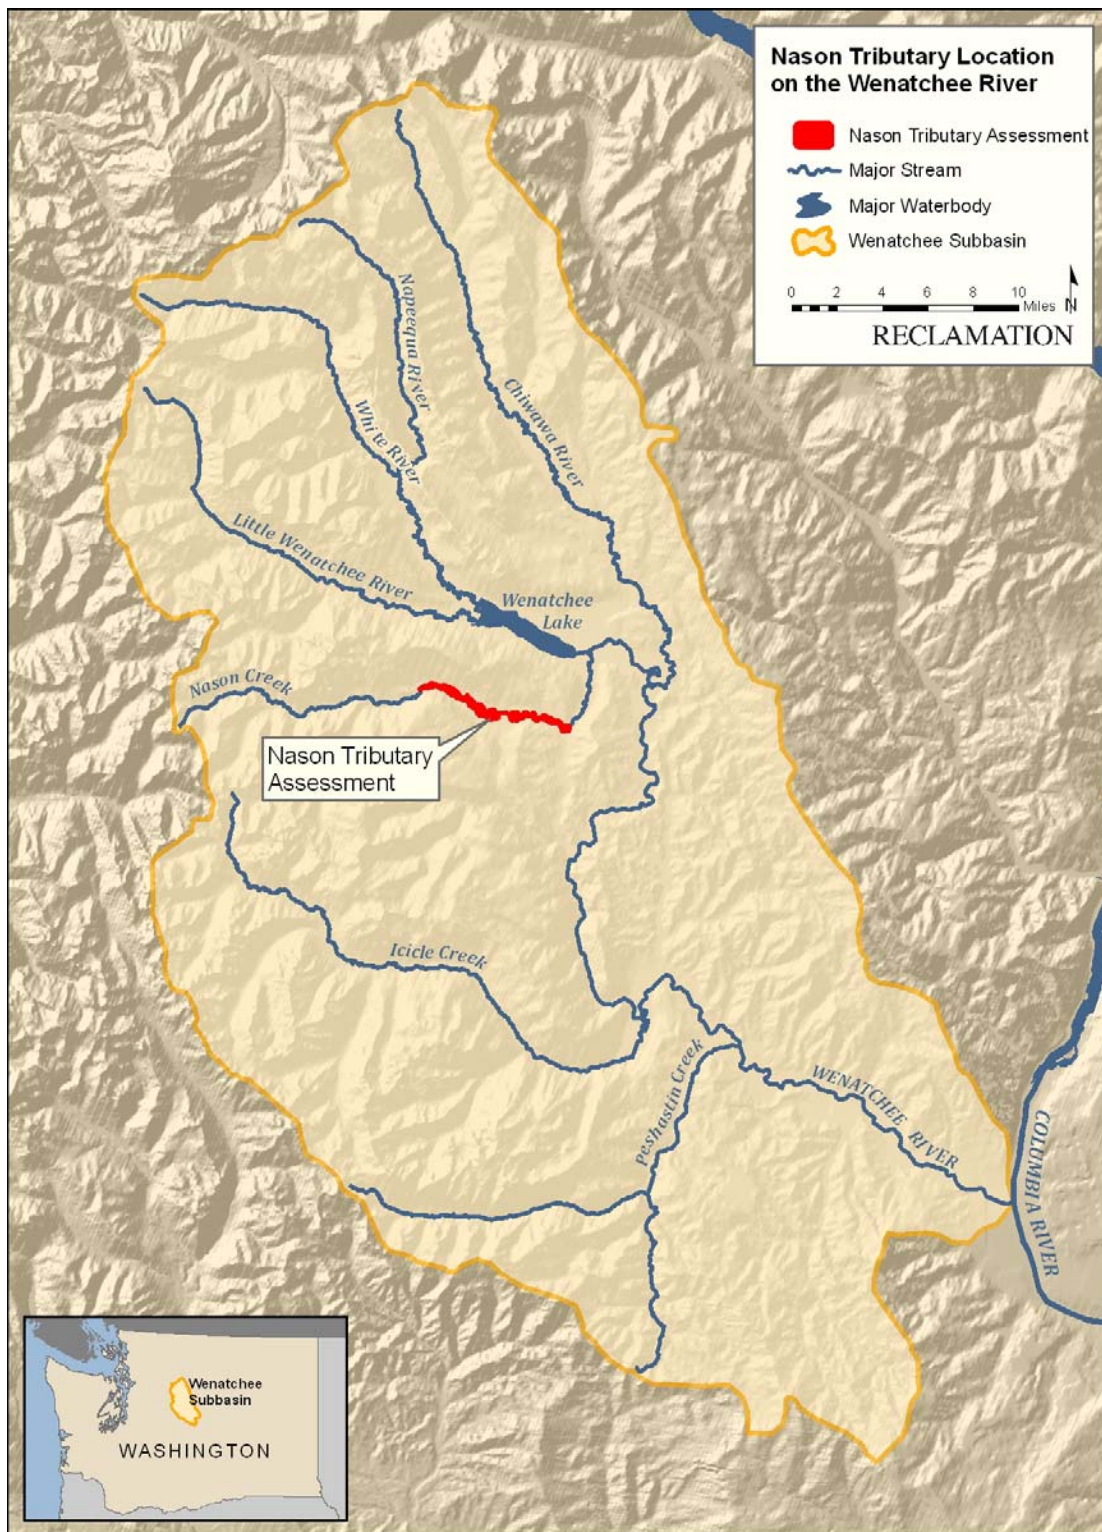 Nason Tributary Location
on the Wenatchee River
Nason Tributary Assessment
Major Stream
Major Waterbody
Wenatchee Subbasin
0 2 4 6 8 10
Miles N
RECLAMATION
Napeequa River
Chiwawa River
White River
Little Wenatchee River
Wenatchee
Lake
Nason Creek
Nason Tributary
Assessment
Icicle Creek
Peshastin Creek
WENATCHEE RIVER
COLUMBIA RIVER
Wenatchee
Subbasin
WASHINGTON